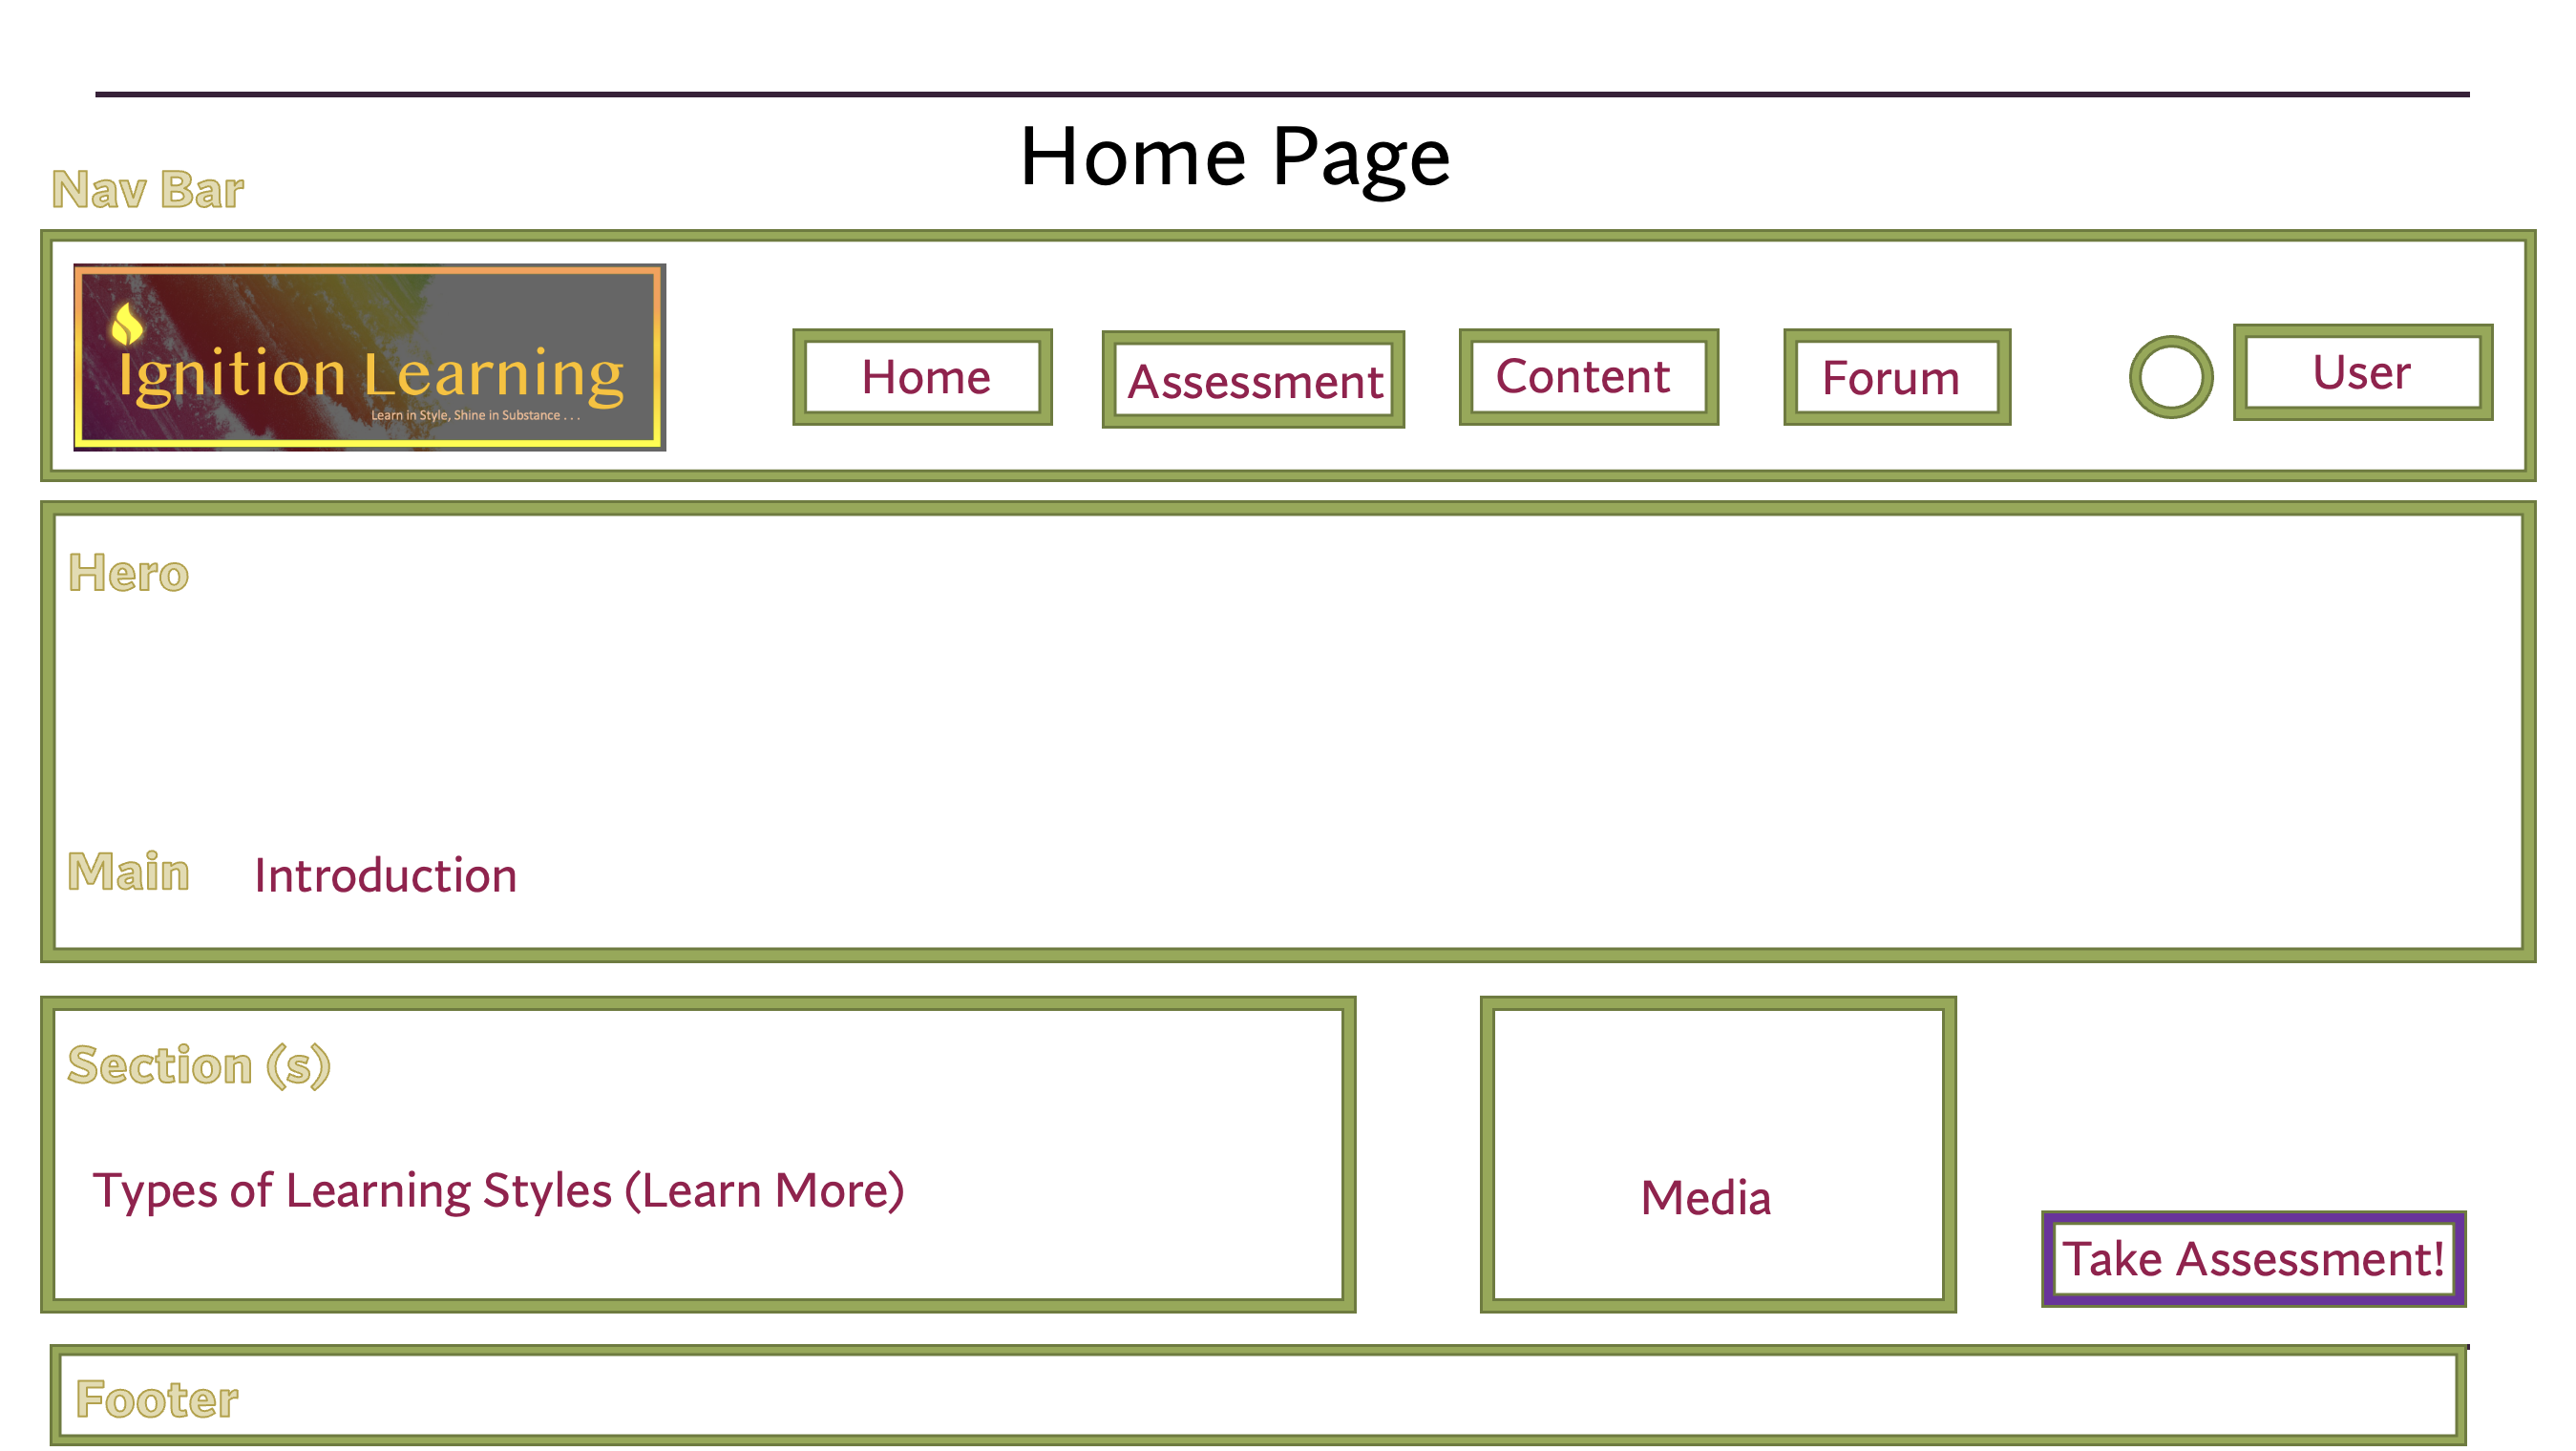 Home Page
Nav Bar
Ignition Learning
Learn in Style, Shine in Substance . . .
Home
Assessment
Content
Forum
User
Hero
Main
Introduction
Section (s)
Types of Learning Styles (Learn More)
Media
Take Assessment!
Footer